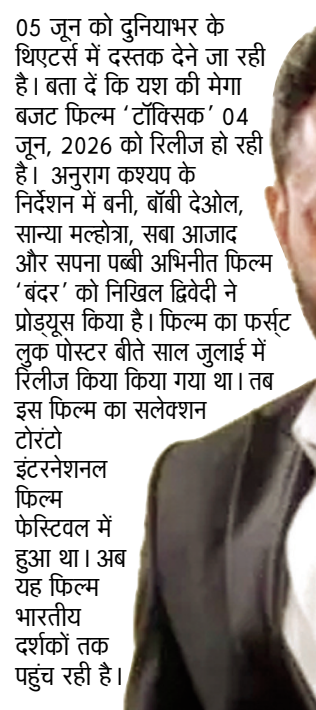 05 जून को दुनियाभर के
थिएटर्स में दस्तक देने जा रही
है। बता दें कि यश की मेगा
बजट फिल्म ‘टॉक्सिक’ 04
जून, 2026 को रिलीज हो रही
है। अनुराग कश्यप के
निर्देशन में बनी, बॉबी देओल,
सान्या मल्होत्रा, सबा आजाद
और सपना पब्बी अभिनीत फिल्म
‘बंदर’ को निखिल द्विवेदी ने
प्रोड्यूस किया है। फिल्म का फर्स्ट
लुक पोस्टर बीते साल जुलाई में
रिलीज किया किया गया था। तब
इस फिल्म का सलेक्शन
टोरंटो
इंटरनेशनल
फिल्म
फेस्टिवल में
हुआ था। अब
यह फिल्म
भारतीय
दर्शकों तक
पहुंच रही है।